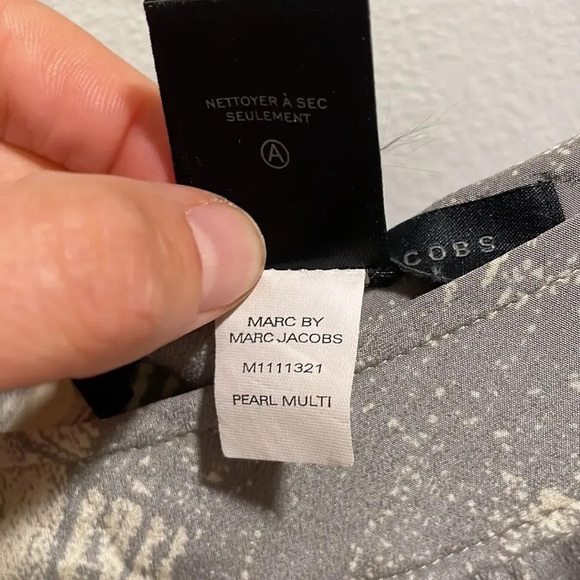 NETTOYER À SEC
SEULEMENT
A
COBS
MARC BY
MARC JACOBS
M1111321
PEARL MULTI